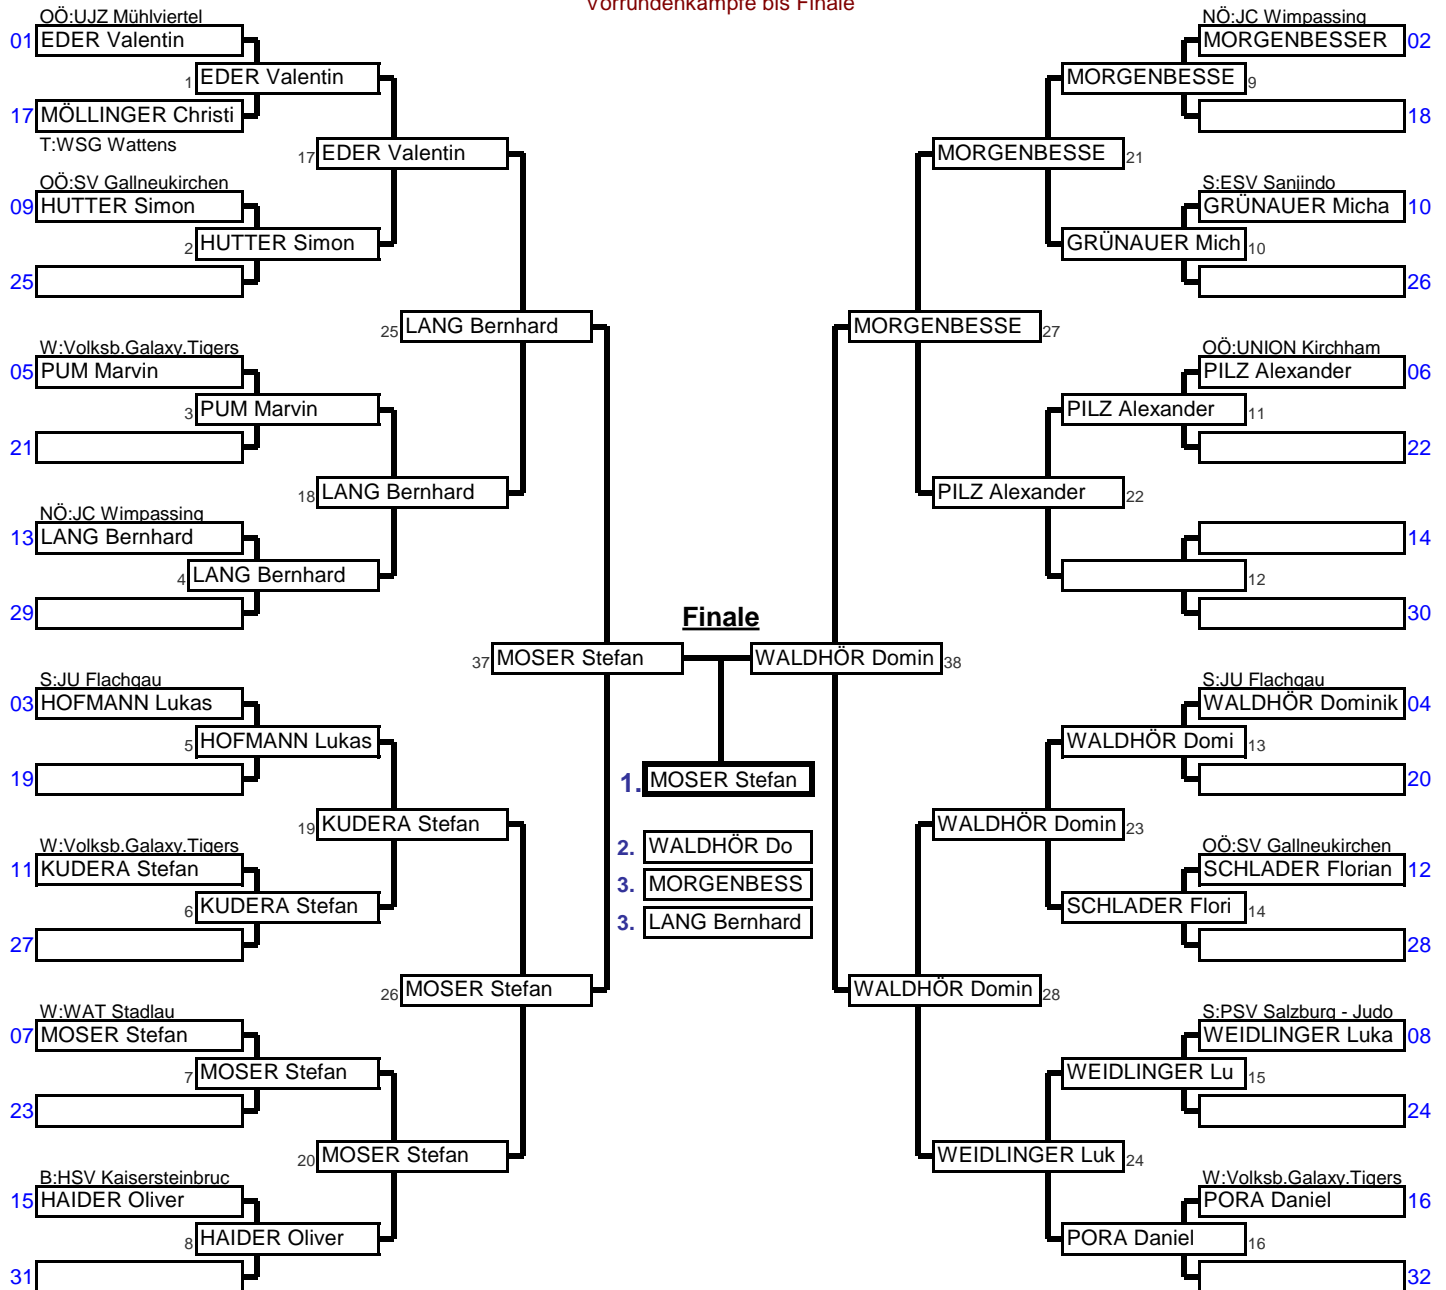 Vorrundenkämpfe bis Finale
OÖ:UJZ Mühlviertel
01 EDER Valentin
1 EDER Valentin
17 MÖLLINGER Christi
T:WSG Wattens
17 EDER Valentin
OÖ:SV Gallneukirchen
09 HUTTER Simon
2 HUTTER Simon
25
25 LANG Bernhard
W:Volksb.Galaxy.Tigers
05 PUM Marvin
3 PUM Marvin
21
18 LANG Bernhard
NÖ:JC Wimpassing
13 LANG Bernhard
4 LANG Bernhard
29
37 MOSER Stefan
S:JU Flachgau
03 HOFMANN Lukas
5 HOFMANN Lukas
19
19 KUDERA Stefan
W:Volksb.Galaxy.Tigers
11 KUDERA Stefan
6 KUDERA Stefan
27
26 MOSER Stefan
W:WAT Stadlau
07 MOSER Stefan
7 MOSER Stefan
23
20 MOSER Stefan
B:HSV Kaisersteinbruc
15 HAIDER Oliver
8 HAIDER Oliver
31
Finale
1. MOSER Stefan
2. WALDHÖR Do
3. MORGENBESS
3. LANG Bernhard
NÖ:JC Wimpassing
MORGENBESSER 02
MORGENBESSE 9
18
MORGENBESSE 21
S:ESV Sanjindo
GRÜNAUER Micha 10
GRÜNAUER Mich 10
26
MORGENBESSE 27
OÖ:UNION Kirchham
PILZ Alexander 06
PILZ Alexander 11
22
PILZ Alexander 22
14
12
30
WALDHÖR Domin 38
S:JU Flachgau
WALDHÖR Dominik 04
WALDHÖR Domi 13
20
WALDHÖR Domin 23
OÖ:SV Gallneukirchen
SCHLADER Florian 12
SCHLADER Flori 14
28
WALDHÖR Domin 28
S:PSV Salzburg - Judo
WEIDLINGER Luka 08
WEIDLINGER Lu 15
24
WEIDLINGER Luk 24
W:Volksb.Galaxy.Tigers
PORA Daniel 16
PORA Daniel 16
32